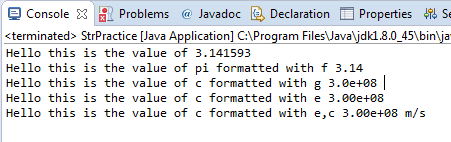 Console Problems @ Javadoc Declaration Properties
<terminated> StrPractice [Java Application] C:\Program Files\Java\jdk1.8.0_45\bin\jav
Hello this is the value of 3.141593
Hello this is the value of pi formatted with f 3.14
Hello this is the value of c formatted with g 3.0e+08
Hello this is the value of c formatted with e 3.00e+08
Hello this is the value of c formatted with e,c 3.00e+08 m/s